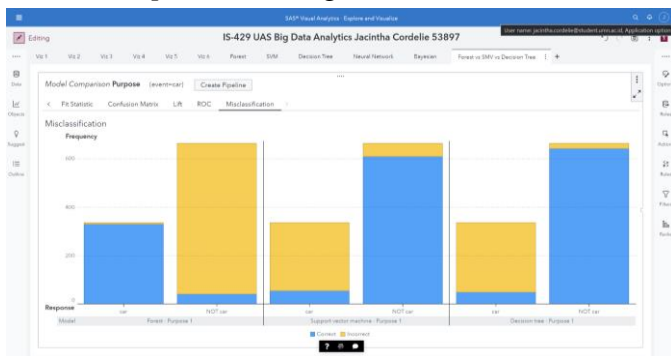 SAS® Visual Analytics - Explore and Visualize
Editing
IS-429 UAS Big Data Analytics Jacintha Cordelie 53897
User name: jacintha.cordelie@student.umn.ac.id, Application option
Vis 1 Vis 2 Vis 3 Vis 4 Vis 5 Vis 6 Forest SVM Decision Tree Neural Network Bayesian Forest vs SMV vs Decision Tree
Model Comparison Purpose (event=car) Create Pipeline
Fit Statistic Confusion Matrix Lift ROC Misclassification
Data
Objects
Suggest
Outline
Misclassification
Frequency
600
400
200
0
Response car NOT car car NOT car car NOT car
Model Forest - Purpose 1 Support vector machine - Purpose 1 Decision tree - Purpose 1
Correct Incorrect